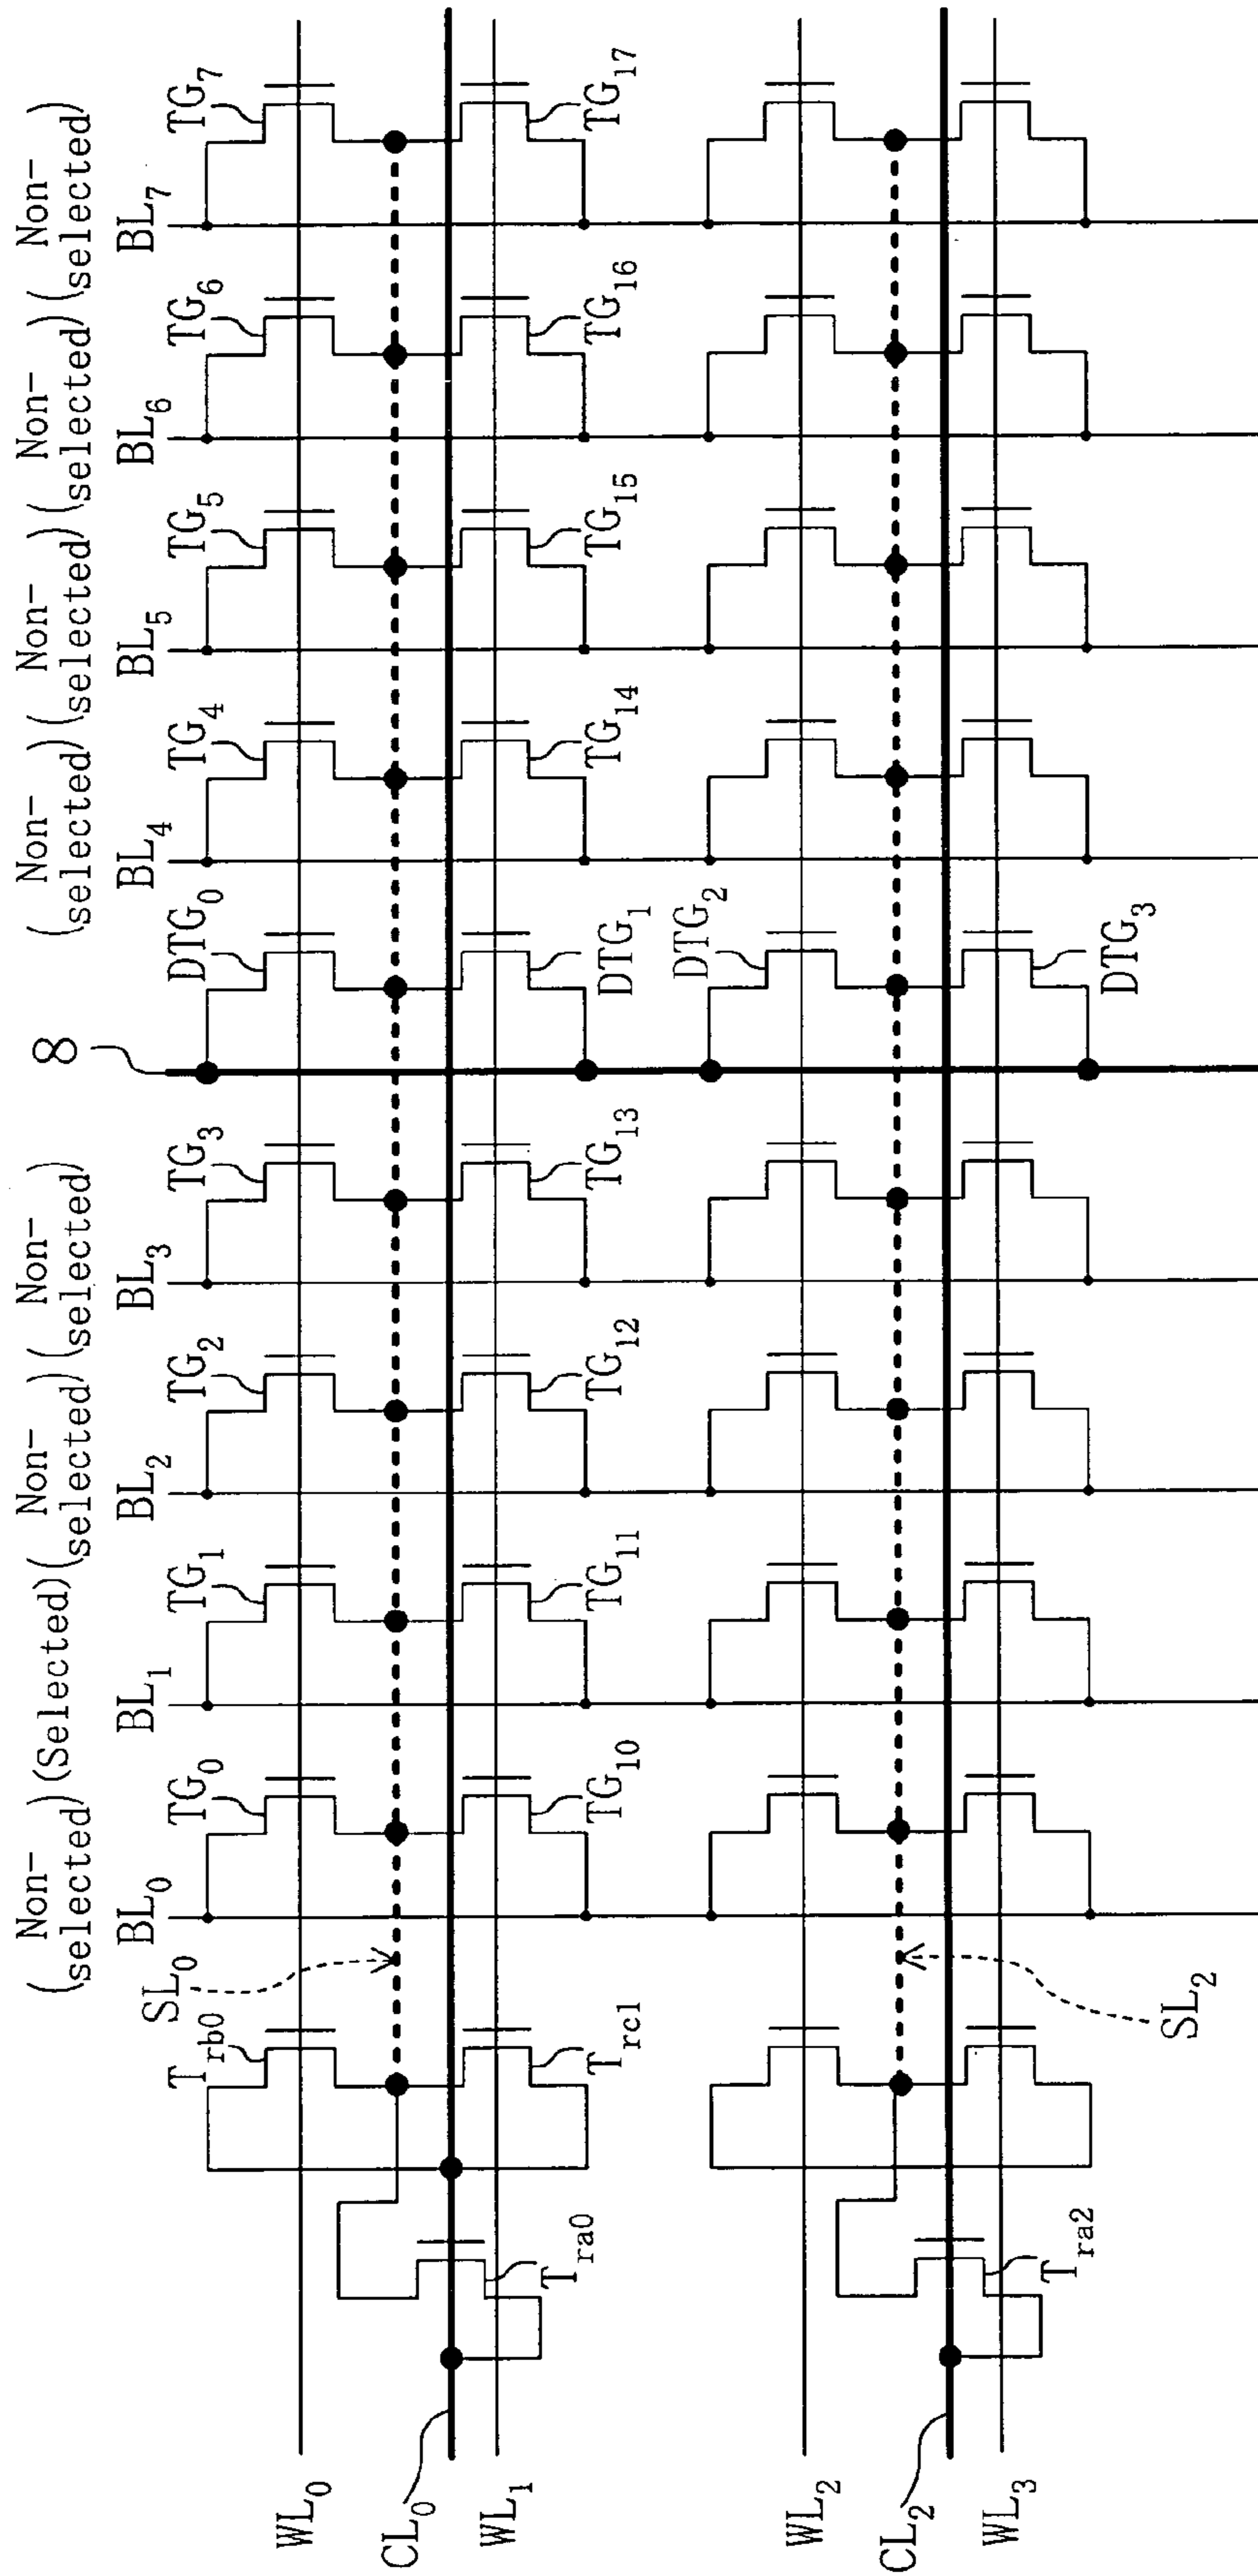 (Non-selected) (Selected) (Non-selected) (Non-selected) (Non-selected) (Non-selected) (Non-selected) (Non-selected)
BL0 BL1 BL2 BL3 8 BL4 BL5 BL6 BL7
SL0
Trb0 TG0 TG1 TG2 TG3 DTG0 TG4 TG5 TG6 TG7
WL0
CL0
WL1
Tra0 Trc1 TG10 TG11 TG12 TG13 DTG1 TG14 TG15 TG16 TG17
DTG2
WL2
CL2
WL3
Tra2
SL2
DTG3